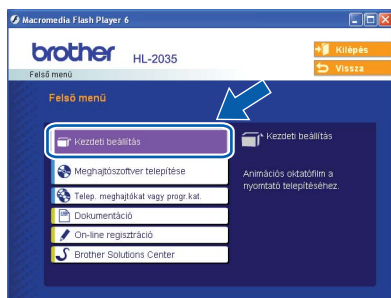 Macromedia Flash Player 6
brother HL-2035
Kilépés
Vissza
Felső menü
Felső menü
Kezdeti beállítás
Meghajtószoftver telepítése
Telep. meghajtókat vagy progr.kat.
Dokumentáció
On-line regisztráció
Brother Solutions Center
Kezdeti beállítás
Animációs oktatófilm a
nyomtató telepítéséhez.